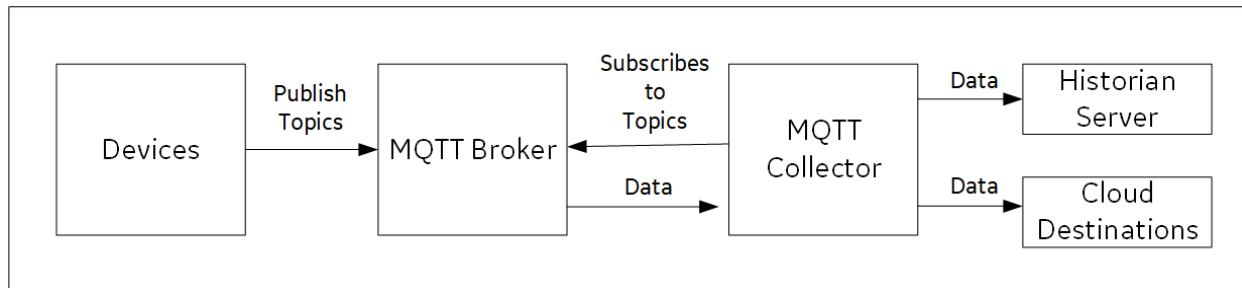 Devices
Publish
Topics
MQTT Broker
Subscribes
to
Topics
Data
MQTT
Collector
Data
Historian
Server
Data
Cloud
Destinations